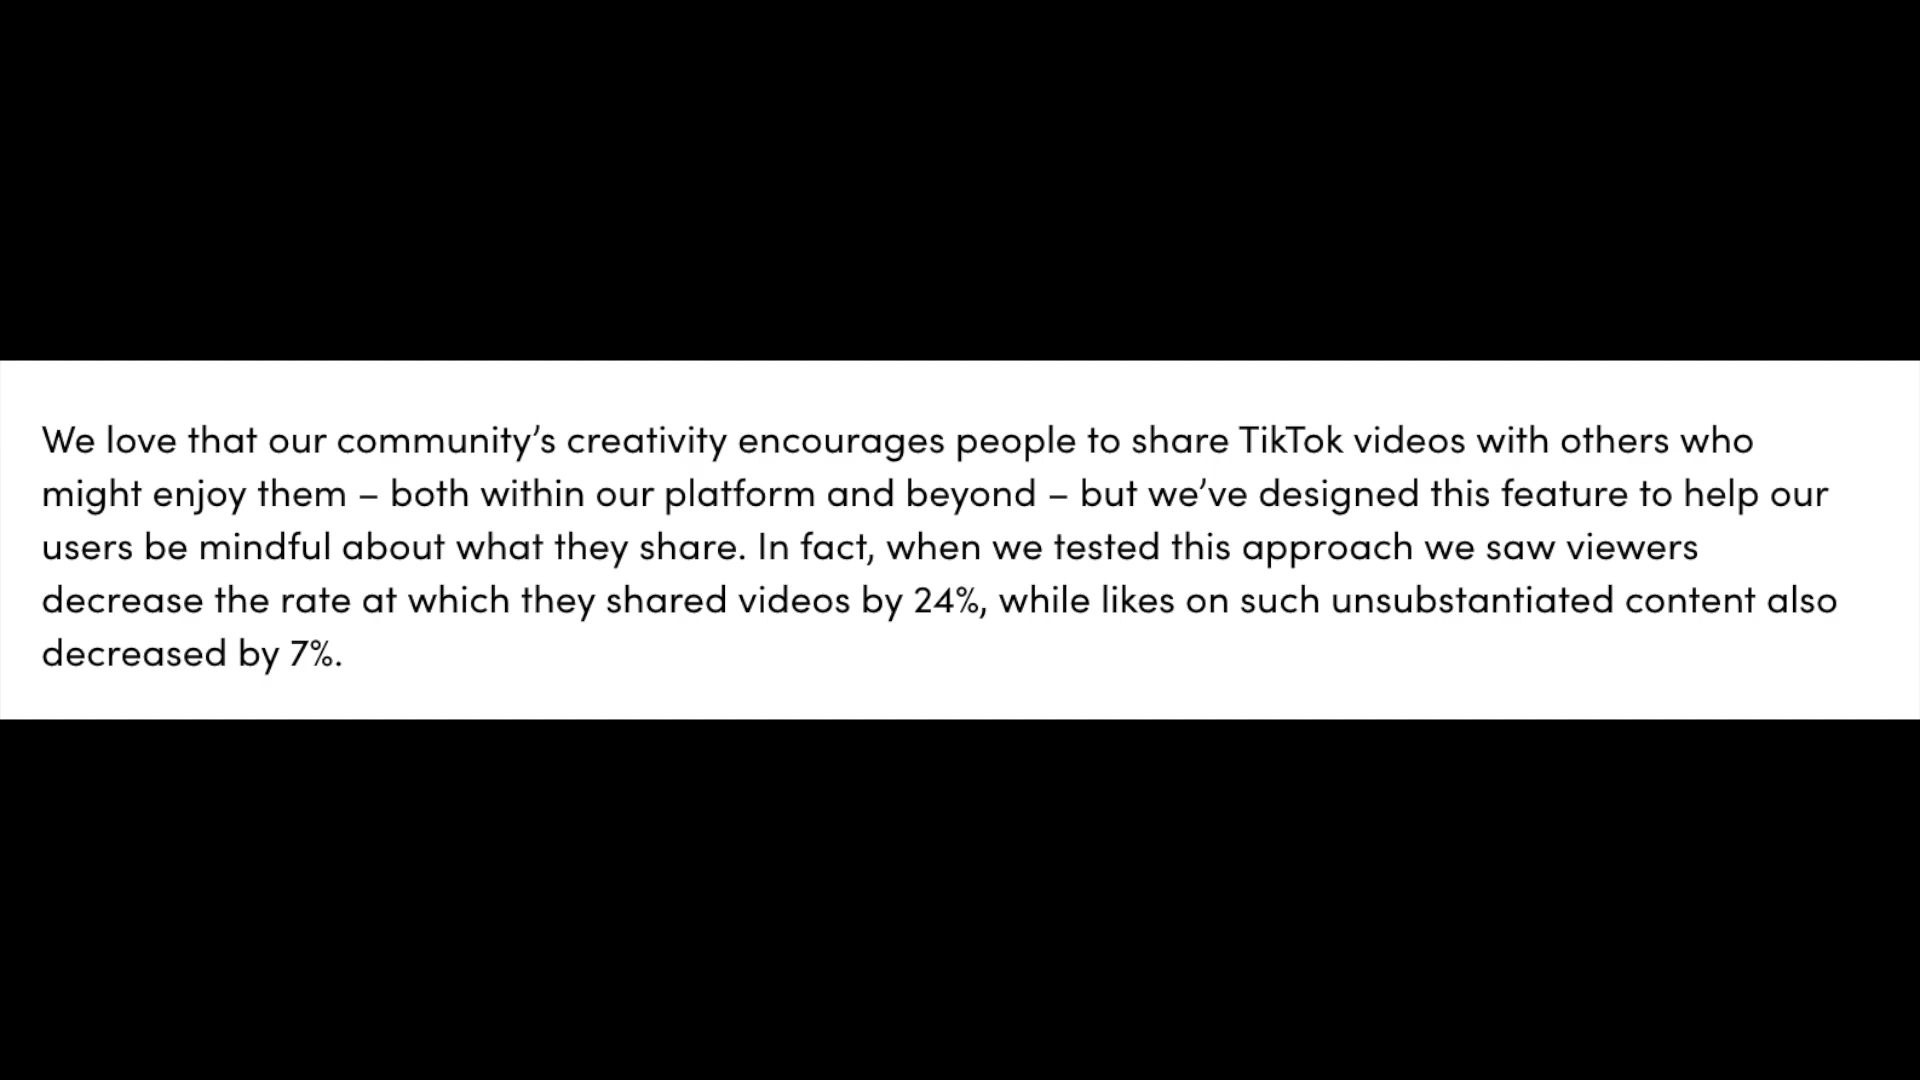 We love that our community’s creativity encourages people to share TikTok videos with others who
might enjoy them – both within our platform and beyond – but we’ve designed this feature to help our
users be mindful about what they share. In fact, when we tested this approach we saw viewers
decrease the rate at which they shared videos by 24%, while likes on such unsubstantiated content also
decreased by 7%.